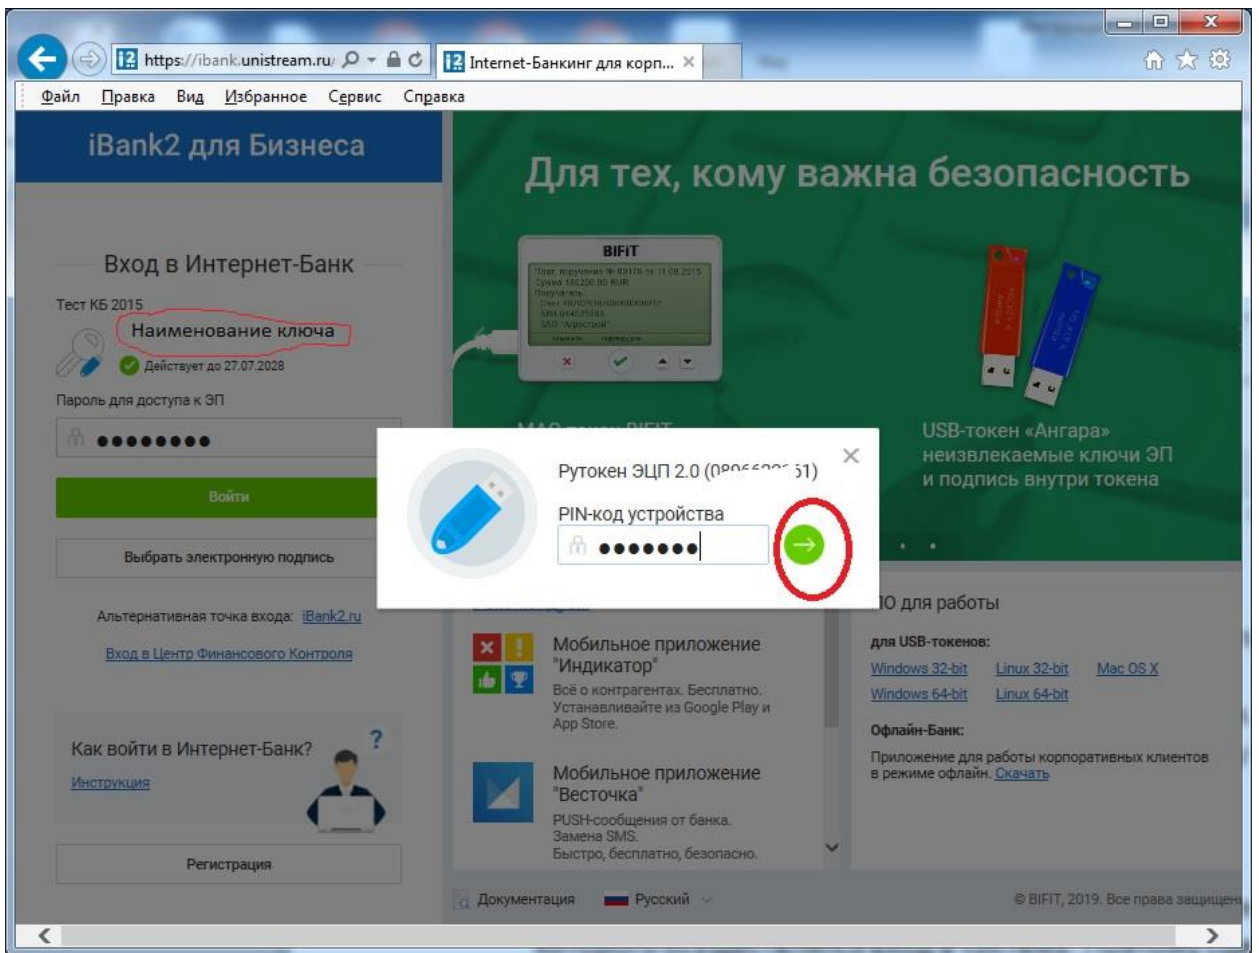 https://ibank.unistream.ru/
Internet-Банкинг для корп...
Файл Правка Вид Избранное Сервис Справка
iBank2 для Бизнеса
Вход в Интернет-Банк
Тест КБ 2015
Наименование ключа
Действует до 27.07.2028
Пароль для доступа к ЭП
Войти
Выбрать электронную подпись
Альтернативная точка входа: iBank2.ru
Вход в Центр Финансового Контроля
Как войти в Интернет-Банк?
Инструкция
Регистрация
Для тех, кому важна безопасность
BIFIT
USB-токен «Ангара»
неизвлекаемые ключи ЭП
и подпись внутри токена
Рутокен ЭЦП 2.0
PIN-код устройства
Мобильное приложение
"Индикатор"
Всё о контрагентах. Бесплатно.
Устанавливайте из Google Play и
App Store.
Мобильное приложение
"Весточка"
PUSH-сообщения от банка.
Замена SMS.
Быстро, бесплатно, безопасно.
для работы
для USB-токенов:
Windows 32-bit Linux 32-bit Mac OS X
Windows 64-bit Linux 64-bit
Офлайн-Банк:
Приложение для работы корпоративных клиентов
в режиме офлайн. Скачать
Документация Русский
© BIFIT, 2019. Все права